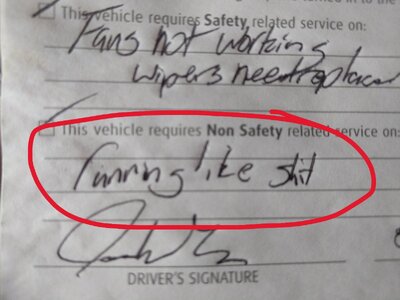 This vehicle requires Safety related service on:
Fans not working
wipers need replaced
This vehicle requires Non Safety related service on:
running like shit
DRIVER'S SIGNATURE